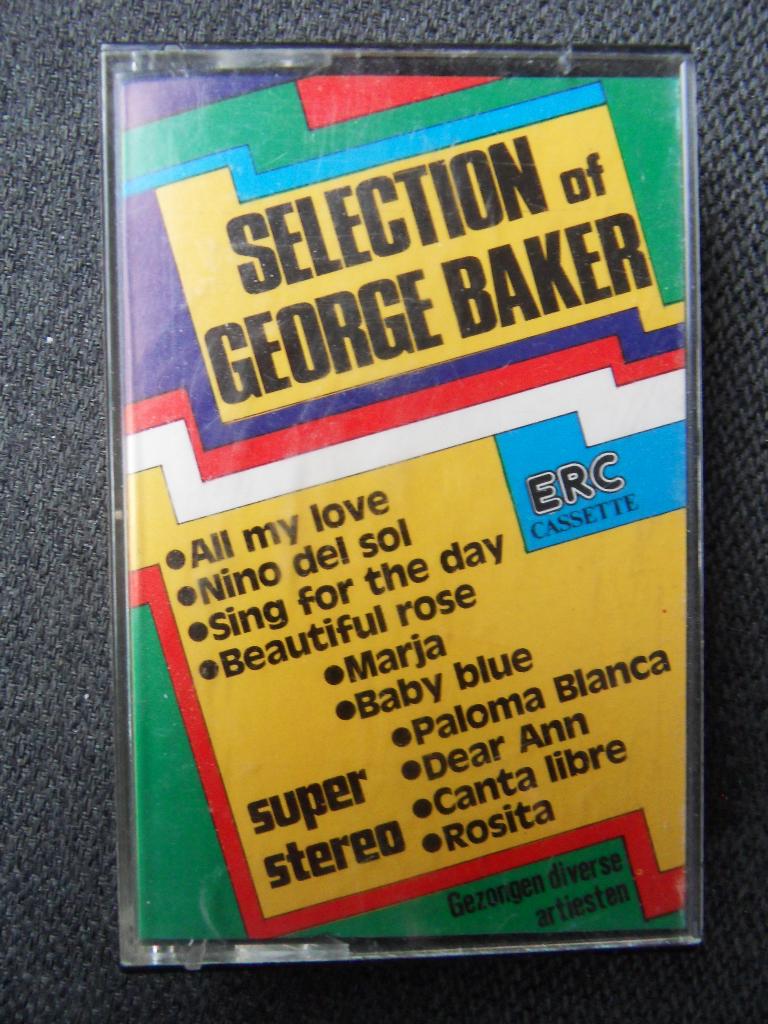 SELECTION of
GEORGE BAKER
ERC
CASSETTE
•All my love
•Nino del sol
•Sing for the day
•Beautiful rose
•Marja
•Baby blue
•Paloma Blanca
•Dear Ann
•Canta libre
•Rosita
super
stereo
Gezongen diverse
artiesten